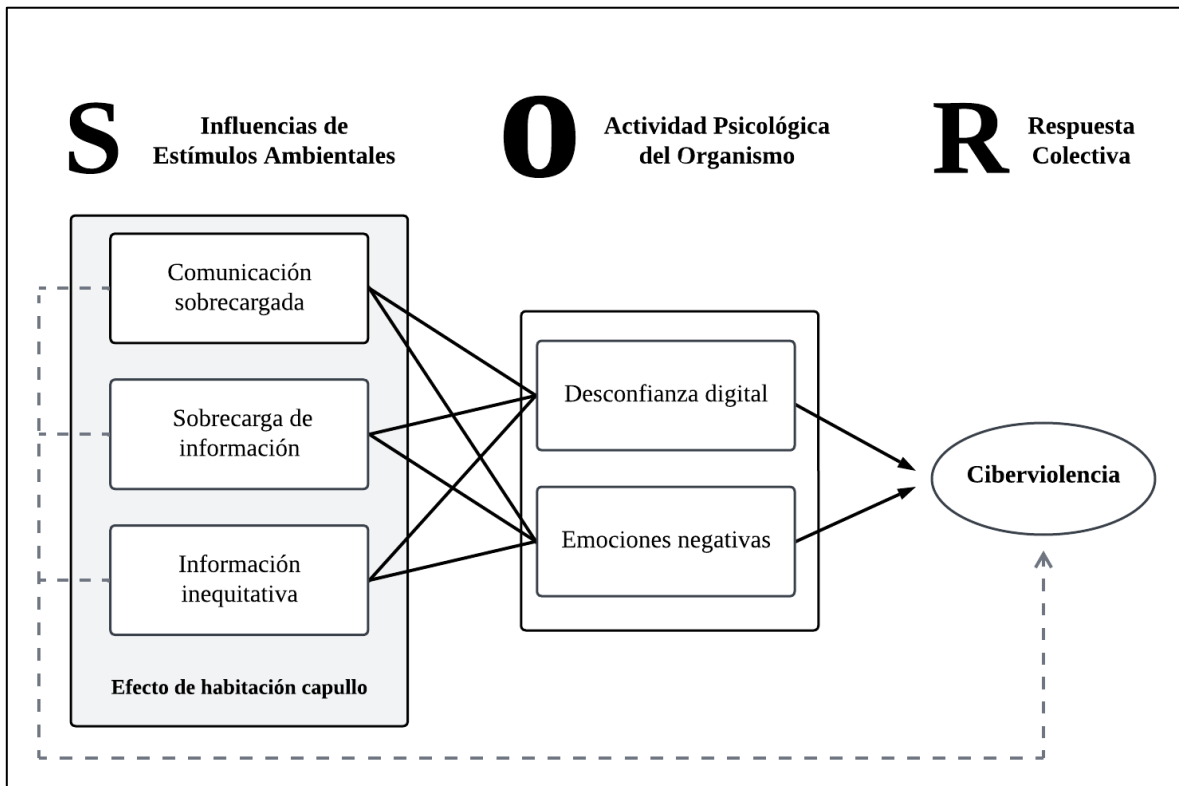 S
Influencias de
Estímulos Ambientales
O
Actividad Psicológica
del Organismo
R
Respuesta
Colectiva
Comunicación
sobrecargada
Sobrecarga de
información
Información
inequitativa
Efecto de habitación capullo
Desconfianza digital
Emociones negativas
Ciberviolencia